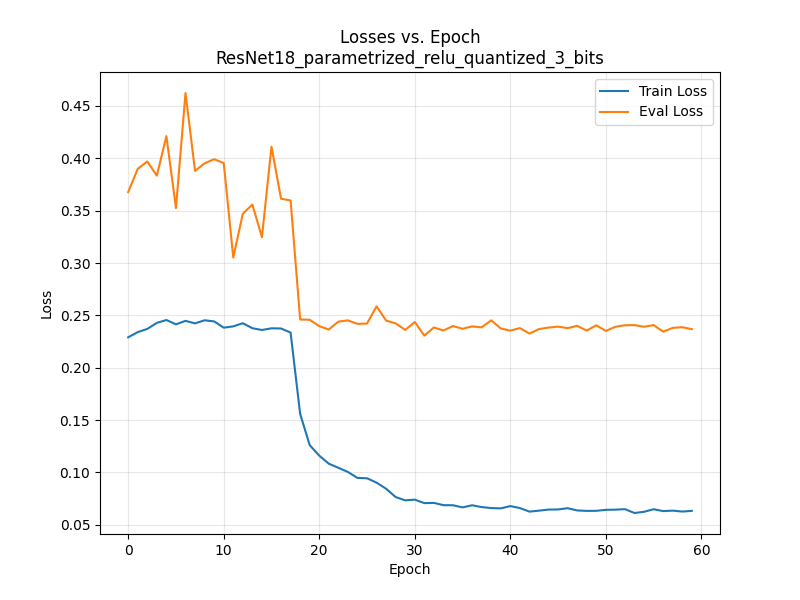 Losses vs. Epoch
ResNet18_parametrized_relu_quantized_3_bits
Train Loss
Eval Loss
0.45
0.40
0.35
0.30
0.25
0.20
0.15
0.10
0.05
Loss
0 10 20 30 40 50 60
Epoch